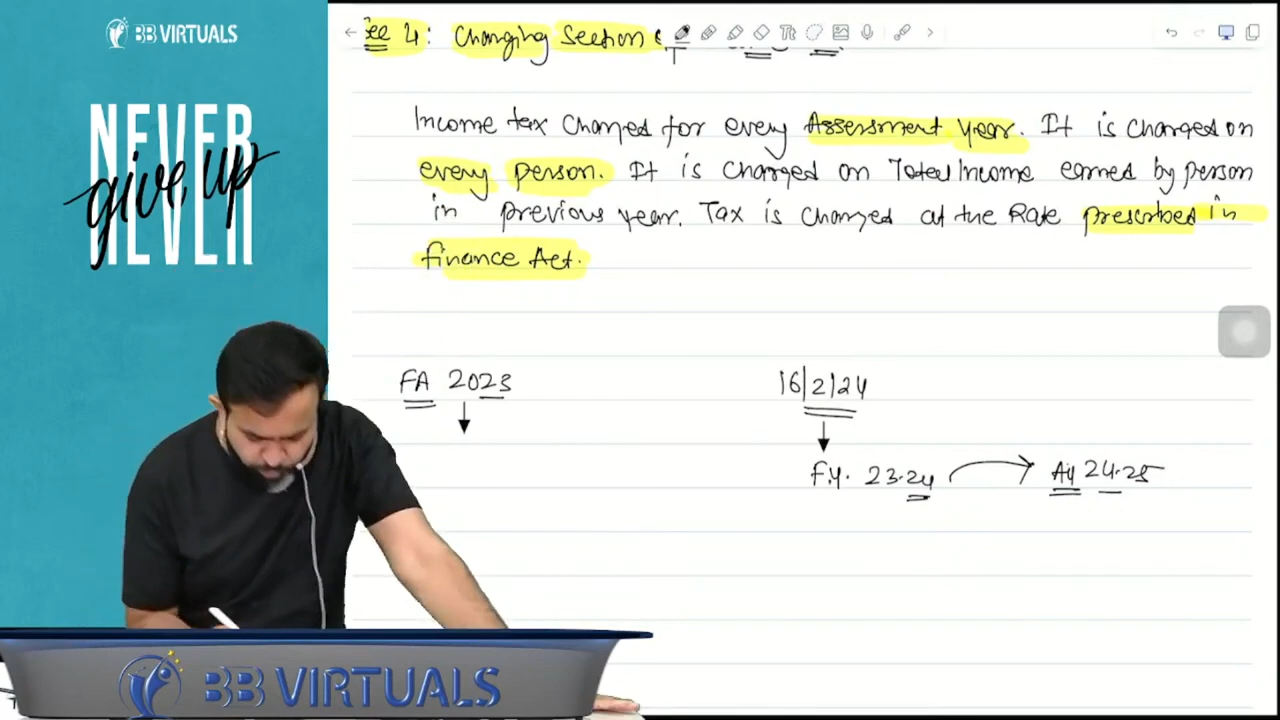 BB VIRTUALS
NEVER
give up
NEVER
Sec 4: Charging Section
Income tax charged for every Assessment year. It is charged on
every person. It is charged on Total Income earned by person
in previous year. Tax is charged at the Rate prescribed in
finance Act.
FA 2023
16/2/24
F.Y. 23.24
AY 24.25
BB VIRTUALS